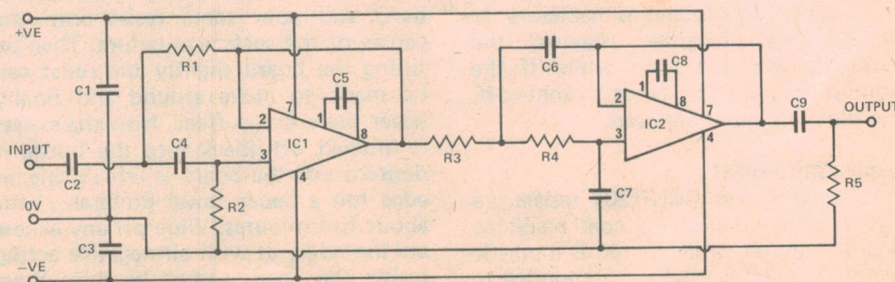 +VE
R1
C6
C8
1
8
C1
C5
7
1
2
7
C9
OUTPUT
2
IC1
8
3
IC2
4
INPUT
C4
3
R3
R4
C2
4
C7
R5
R2
0V
C3
-VE